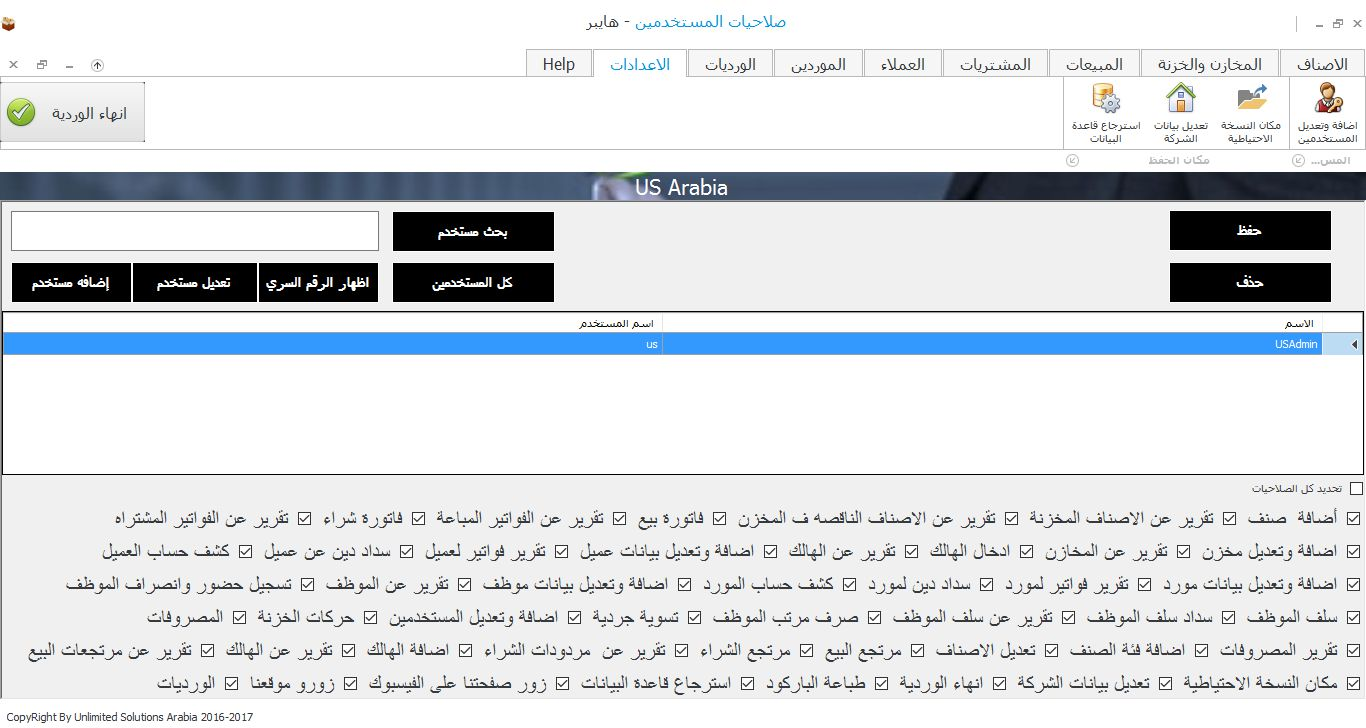 صلاحيات المستخدمين - هايبر
الاصناف المخازن والخزنة المبيعات المشتريات العملاء الموردين الورديات الاعدادات Help
اضافة وتعديل المستخدمين
مكان النسخة الاحتياطية
تعديل بيانات الشركة
استرجاع قاعدة البيانات
انهاء الوردية
المس... مكان الحفظ
US Arabia
حفظ بحث مستخدم
حذف كل المستخدمين اظهار الرقم السري تعديل مستخدم إضافه مستخدم
الاسم اسم المستخدم
USAdmin us
تحديد كل الصلاحيات
أضافة صنف تقرير عن الاصناف المخزنة تقرير عن الاصناف الناقصه ف المخزن فاتورة بيع تقرير عن الفواتير المباعة فاتورة شراء تقرير عن الفواتير المشتراه
اضافة وتعديل مخزن تقرير عن المخازن ادخال الهالك تقرير عن الهالك اضافة وتعديل بيانات عميل تقرير فواتير لعميل سداد دين عن عميل كشف حساب العميل
اضافة وتعديل بيانات مورد تقرير فواتير لمورد سداد دين لمورد كشف حساب المورد اضافة وتعديل بيانات موظف تقرير عن الموظف تسجيل حضور وانصراف الموظف
سلف الموظف سداد سلف الموظف تقرير عن سلف الموظف صرف مرتب الموظف تسوية جردية اضافة وتعديل المستخدمين حركات الخزنة المصروفات
تقرير المصروفات اضافة فئة الصنف تعديل الاصناف مرتجع البيع مرتجع الشراء تقرير عن مردودات الشراء اضافة الهالك تقرير عن الهالك تقرير عن مرتجعات البيع
مكان النسخة الاحتياطية تعديل بيانات الشركة انهاء الوردية طباعة الباركود استرجاع قاعدة البيانات زور صفحتنا على الفيسبوك زورو موقعنا الورديات
CopyRight By Unlimited Solutions Arabia 2016-2017